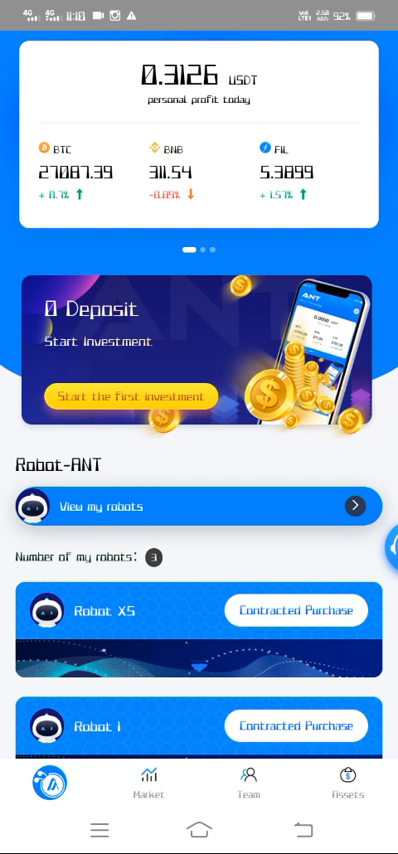 4G 4G 11:10 92%
0.3126 USDT
personal profit today
BTC BNB FIL
27087.39 311.54 5.3899
+ 0.7% -0.85% + 1.57%
0 Deposit
Start Investment
Start the first investment
ANT
Robot-ANT
View my robots
Number of my robots: 3
Robot X5 Contracted Purchase
Robot 1 Contracted Purchase
Market Team Assets